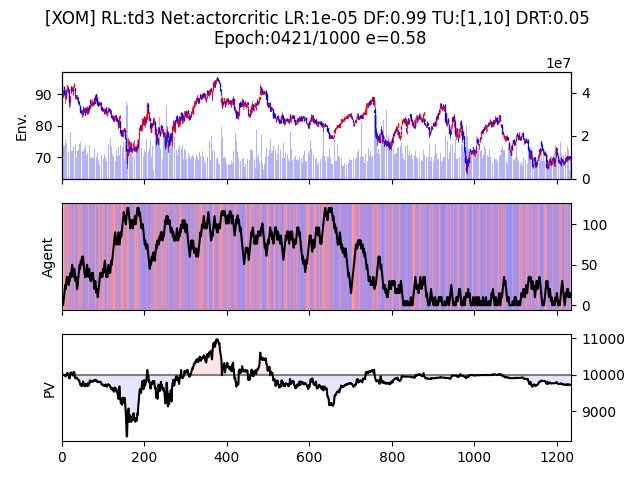 [XOM] RL:td3 Net:actorcritic LR:1e-05 DF:0.99 TU:[1,10] DRT:0.05
Epoch:0421/1000 e=0.58
1e7
Env.
90
80
70
4
2
0
Agent
100
50
0
PV
11000
10000
9000
0 200 400 600 800 1000 1200